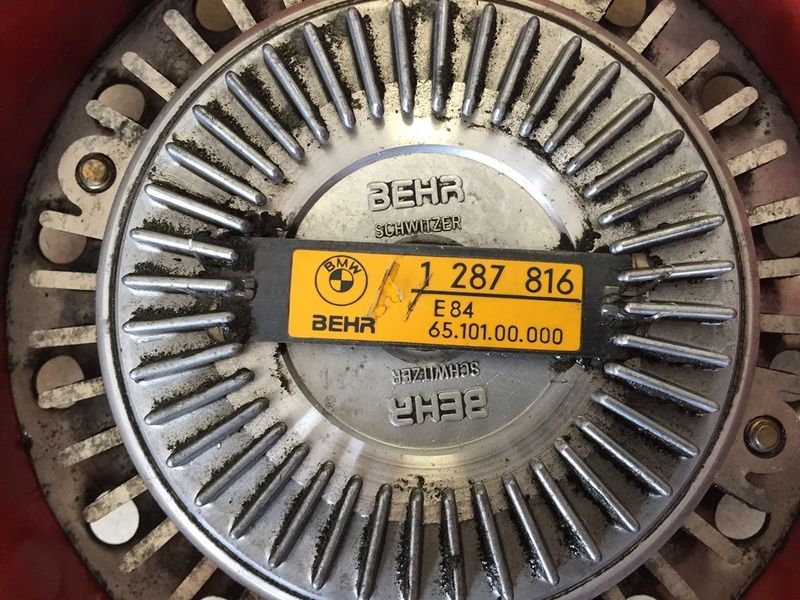 BEHR
SCHWITZER
BMW
1 287 816
BEHR
E 84
65.101.00.000
SCHWITZER
BEHR